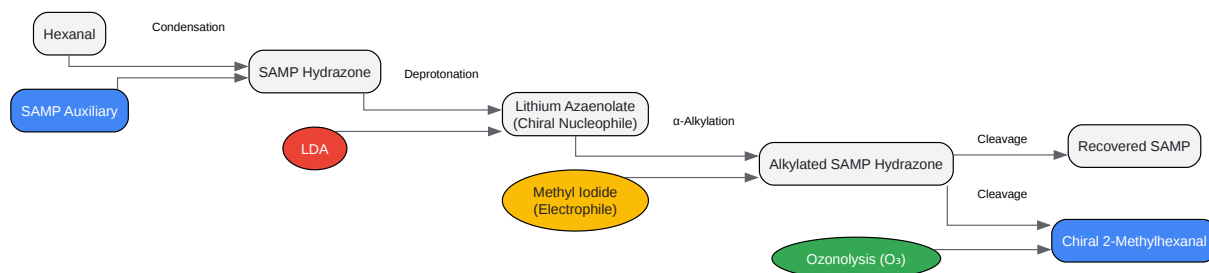 Hexanal
Condensation
SAMP Auxiliary
SAMP Hydrazone
Deprotonation
LDA
Lithium Azaenolate
(Chiral Nucleophile)
α-Alkylation
Methyl Iodide
(Electrophile)
Alkylated SAMP Hydrazone
Cleavage
Recovered SAMP
Cleavage
Chiral 2-Methylhexanal
Ozonolysis (O₃)